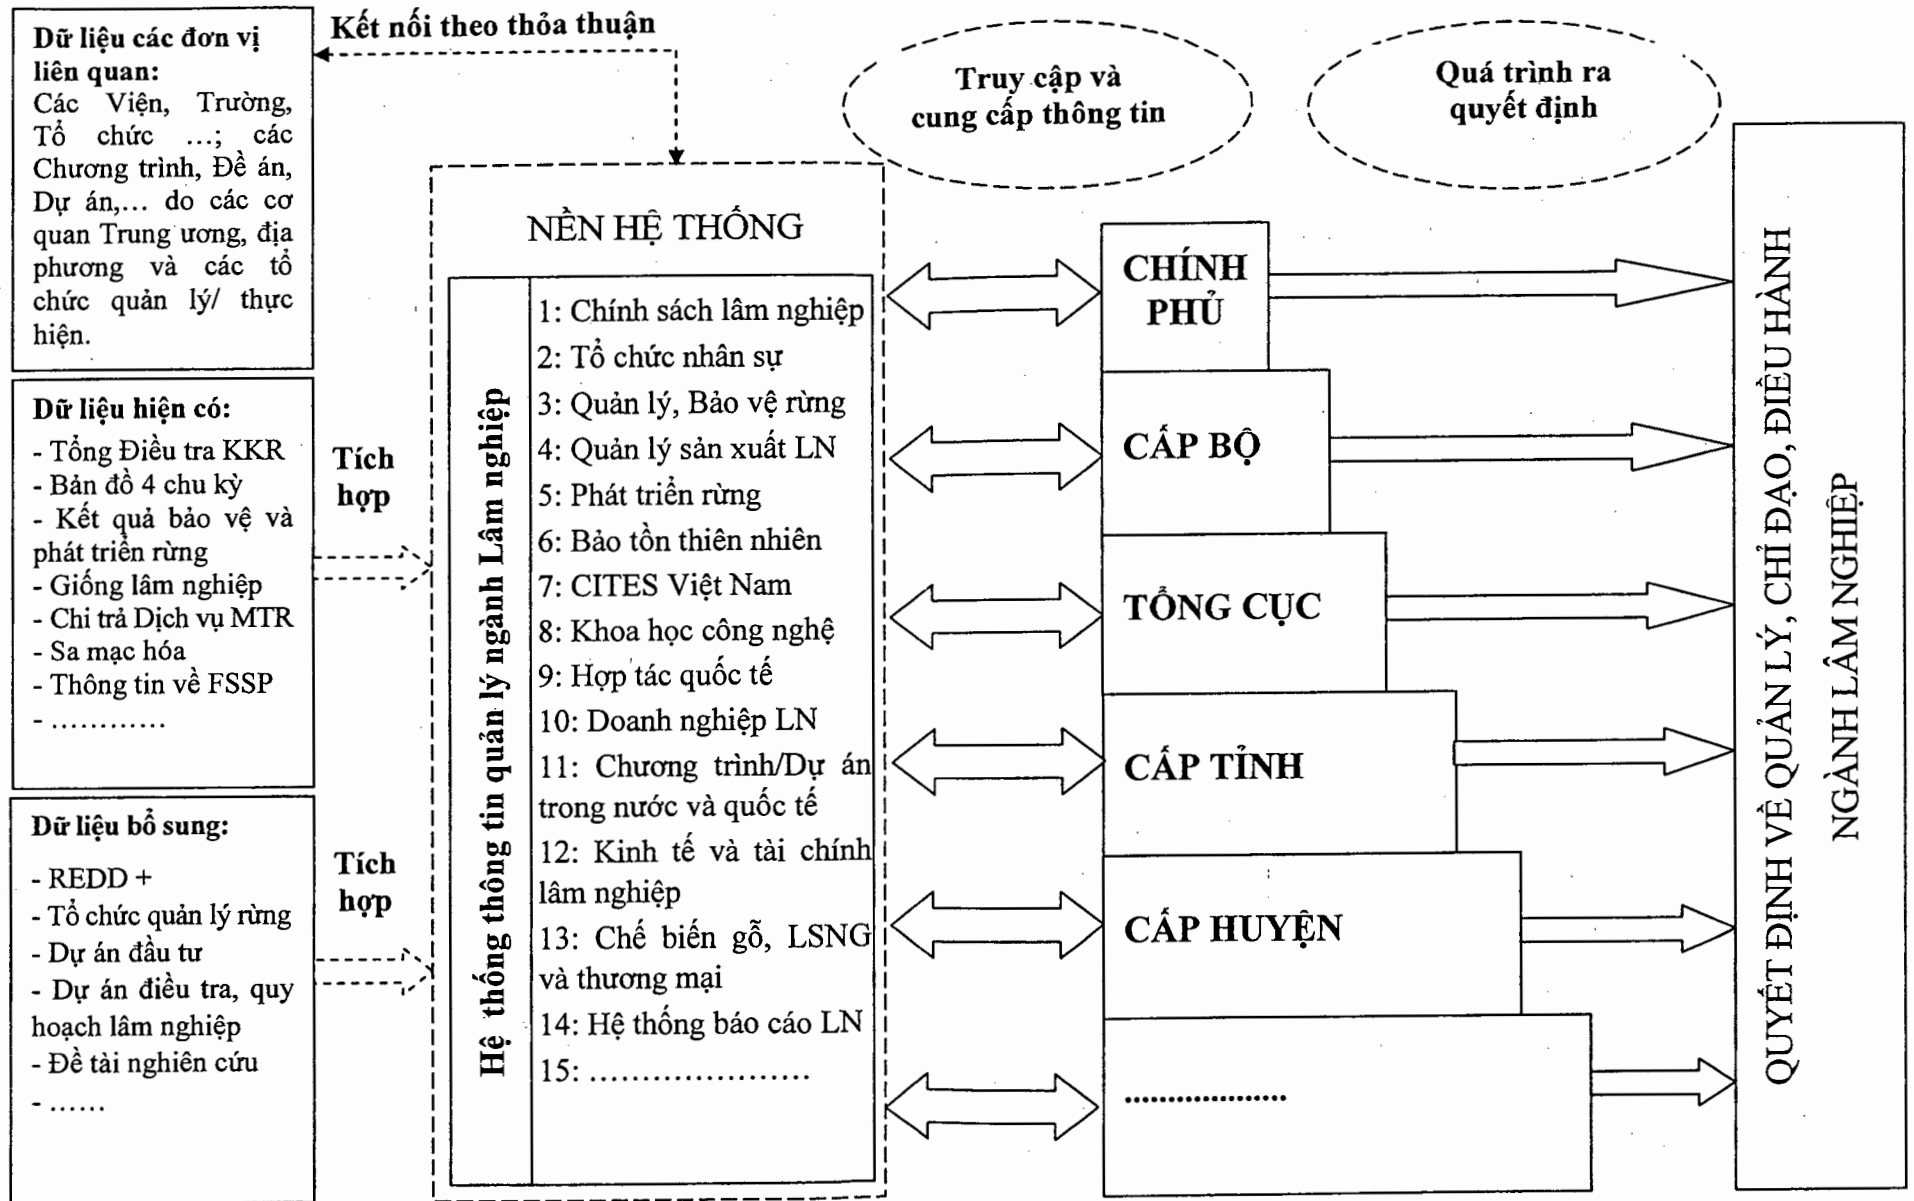 Dữ liệu các đơn vị
liên quan:
Các Viện, Trường,
Tổ chức …; các
Chương trình, Đề án,
Dự án,… do các cơ
quan Trung ương, địa
phương và các tổ
chức quản lý/ thực
hiện.
Kết nối theo thỏa thuận
Dữ liệu hiện có:
- Tổng Điều tra KKR
- Bản đồ 4 chu kỳ
- Kết quả bảo vệ và
phát triển rừng
- Giống lâm nghiệp
- Chi trả Dịch vụ MTR
- Sa mạc hóa
- Thông tin về FSSP
- …………
Tích
hợp
Dữ liệu bổ sung:
- REDD +
- Tổ chức quản lý rừng
- Dự án đầu tư
- Dự án điều tra, quy
hoạch lâm nghiệp
- Đề tài nghiên cứu
- ……
Tích
hợp
NỀN HỆ THỐNG
Hệ thống thông tin quản lý ngành Lâm nghiệp
1: Chính sách lâm nghiệp
2: Tổ chức nhân sự
3: Quản lý, Bảo vệ rừng
4: Quản lý sản xuất LN
5: Phát triển rừng
6: Bảo tồn thiên nhiên
7: CITES Việt Nam
8: Khoa học công nghệ
9: Hợp tác quốc tế
10: Doanh nghiệp LN
11: Chương trình/Dự án
trong nước và quốc tế
12: Kinh tế và tài chính
lâm nghiệp
13: Chế biến gỗ, LSNG
và thương mại
14: Hệ thống báo cáo LN
15: …………………
Truy cập và
cung cấp thông tin
CHÍNH
PHỦ
CẤP BỘ
TỔNG CỤC
CẤP TỈNH
CẤP HUYỆN
...................
Quá trình ra
quyết định
QUYẾT ĐỊNH VỀ QUẢN LÝ, CHỈ ĐẠO, ĐIỀU HÀNH
NGÀNH LÂM NGHIỆP